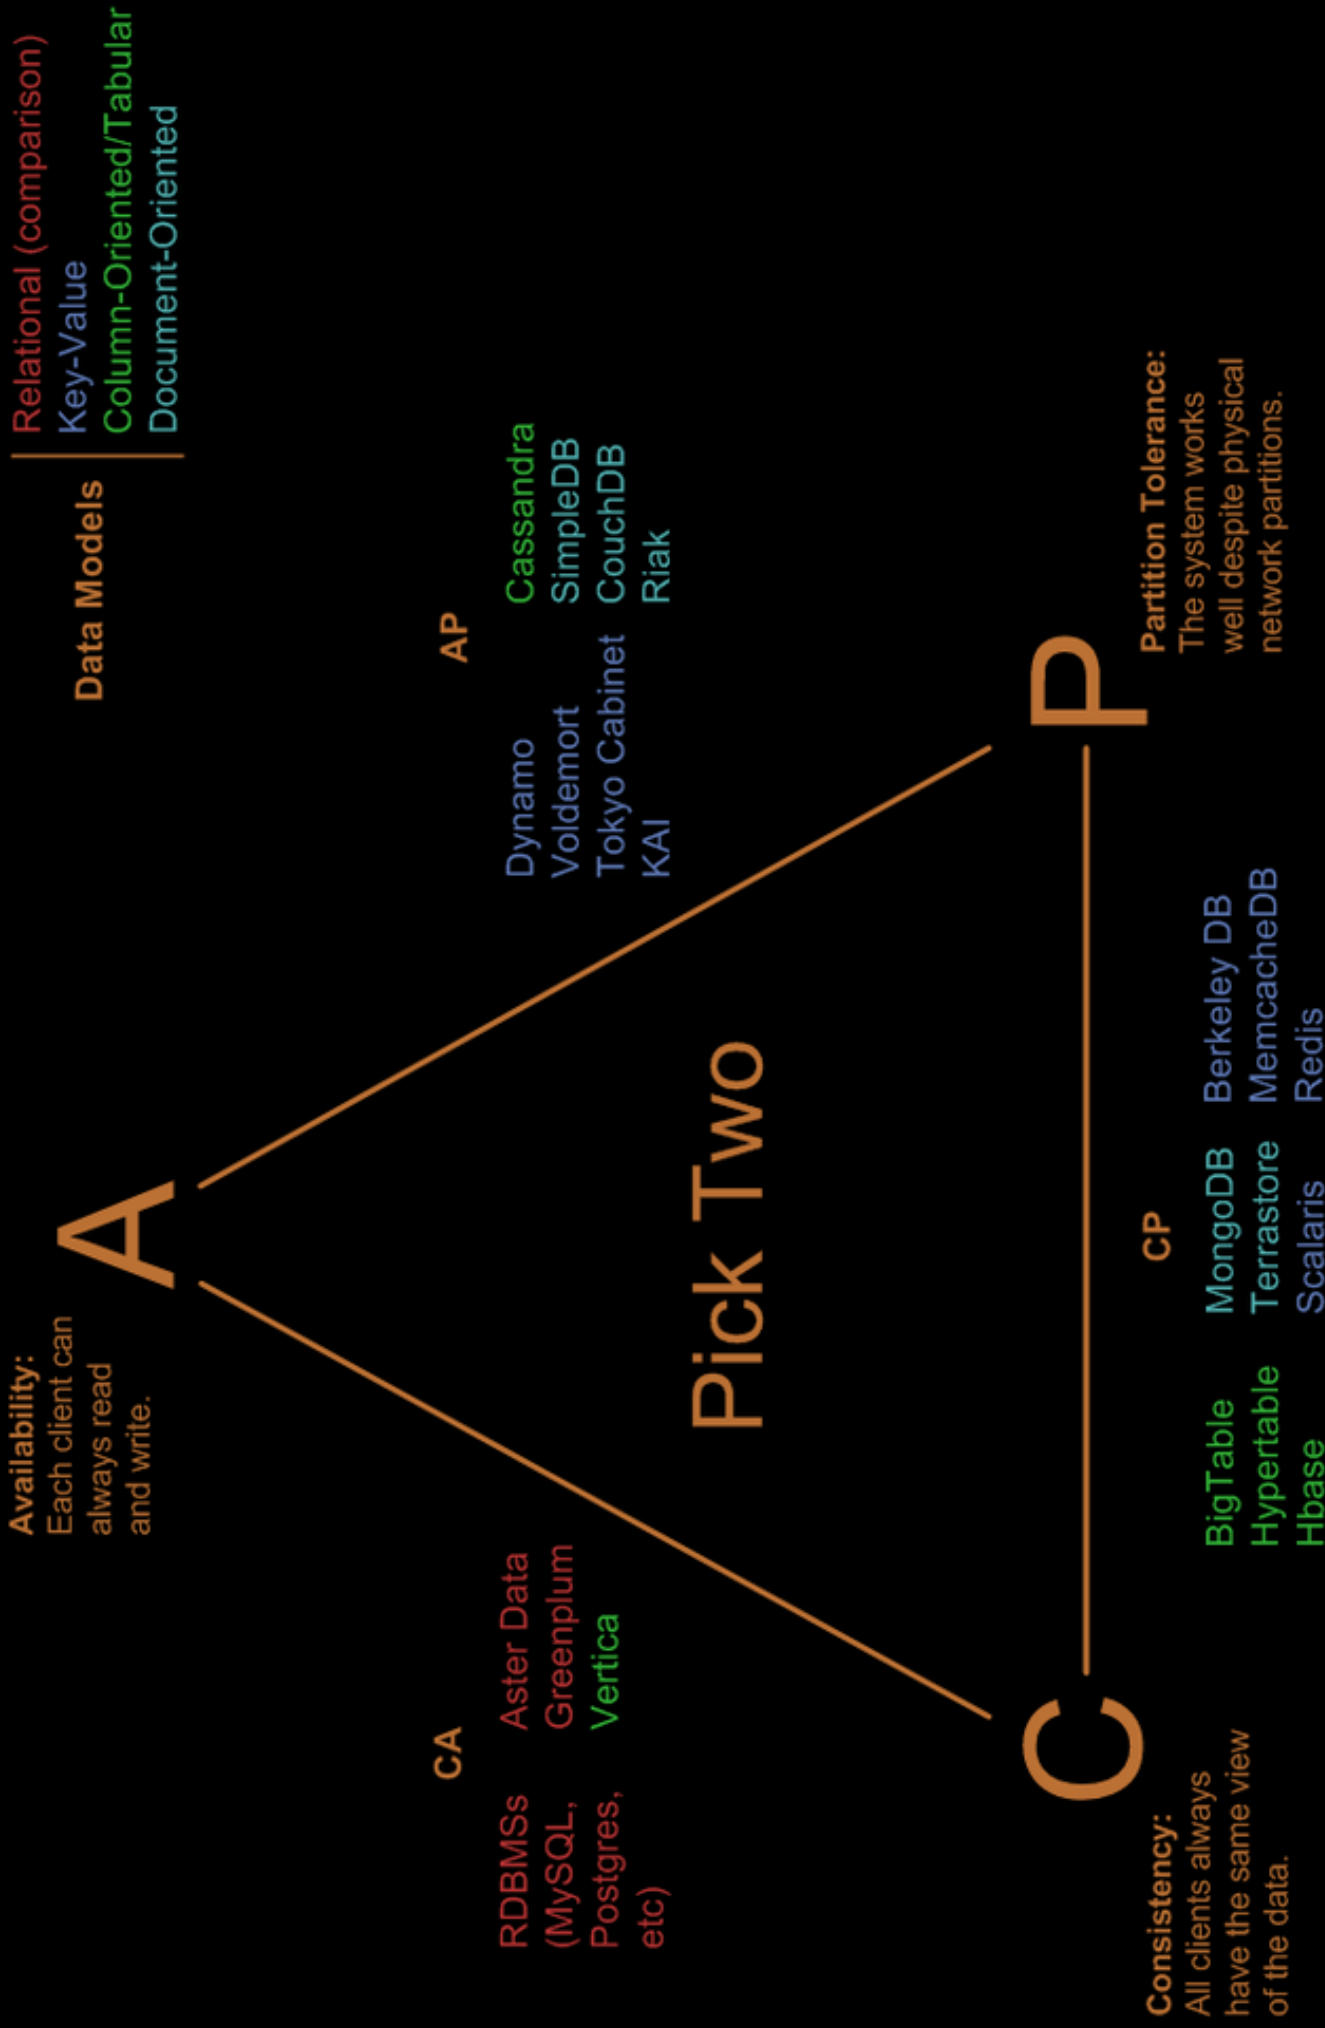 Availability:
Each client can
always read
and write.
A
Data Models
Relational (comparison)
Key-Value
Column-Oriented/Tabular
Document-Oriented
CA
RDBMSs
(MySQL,
Postgres,
etc)
Aster Data
Greenplum
Vertica
AP
Dynamo
Voldemort
Tokyo Cabinet
KAI
Cassandra
SimpleDB
CouchDB
Riak
Pick Two
C
Consistency:
All clients always
have the same view
of the data.
P
Partition Tolerance:
The system works
well despite physical
network partitions.
CP
BigTable
Hypertable
Hbase
MongoDB
Terrastore
Scalaris
Berkeley DB
MemcacheDB
Redis